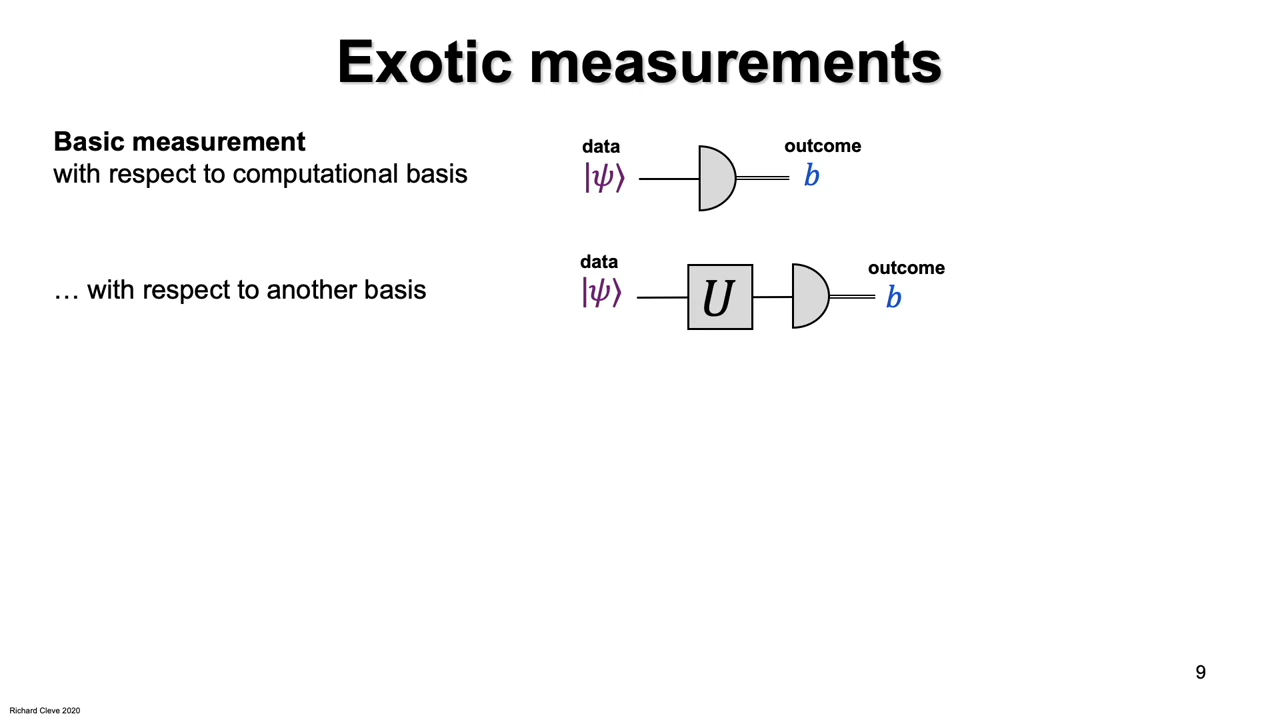 Exotic measurements
Basic measurement
with respect to computational basis
data
|ψ⟩
outcome
b
… with respect to another basis
data
|ψ⟩
U
outcome
b
9
Richard Cleve 2020